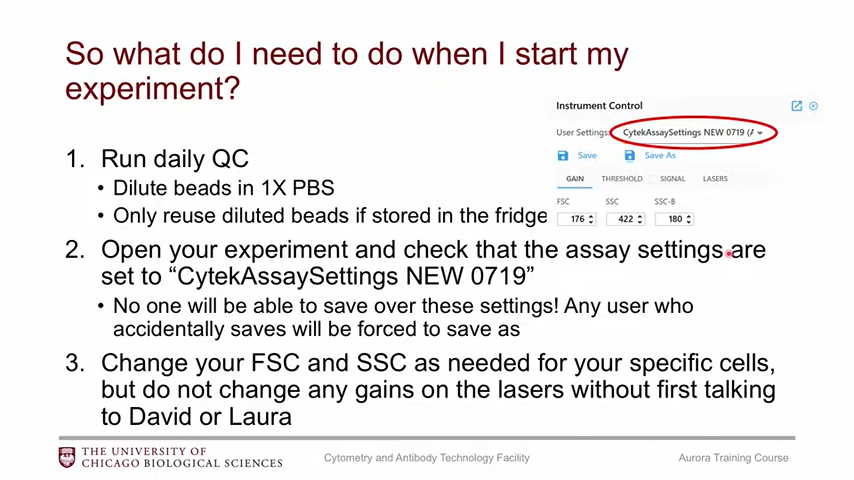 So what do I need to do when I start my
experiment?
Instrument Control
User Settings: CytekAssaySettings NEW 0719 (A
Save Save As
GAIN THRESHOLD SIGNAL LASERS
FSC SSC SSC-B
176 422 180
1. Run daily QC
• Dilute beads in 1X PBS
• Only reuse diluted beads if stored in the fridge
2. Open your experiment and check that the assay settings are
set to “CytekAssaySettings NEW 0719”
• No one will be able to save over these settings! Any user who
accidentally saves will be forced to save as
3. Change your FSC and SSC as needed for your specific cells,
but do not change any gains on the lasers without first talking
to David or Laura
THE UNIVERSITY OF
CHICAGO BIOLOGICAL SCIENCES
Cytometry and Antibody Technology Facility
Aurora Training Course